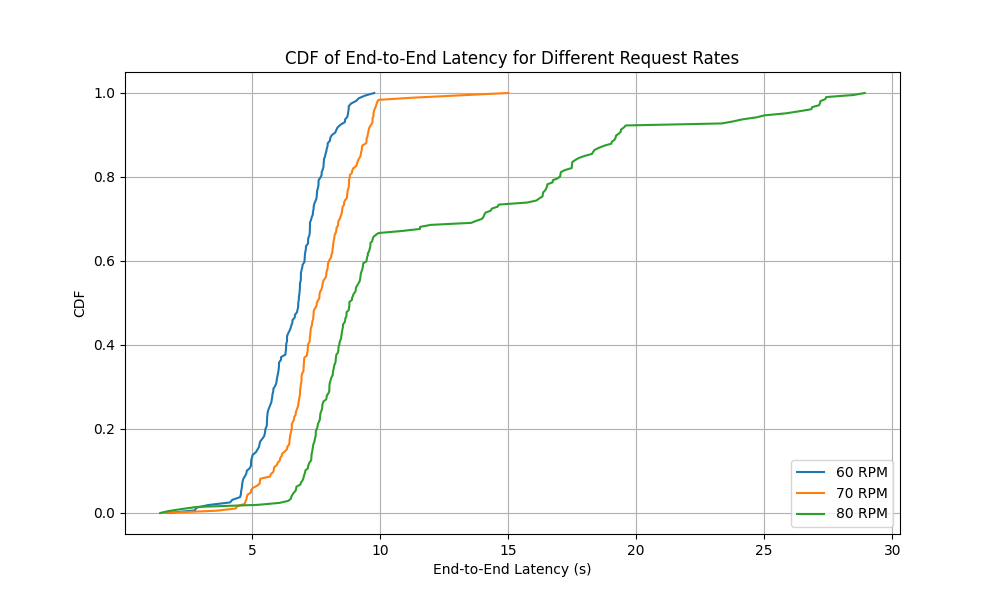 CDF of End-to-End Latency for Different Request Rates
1.0
0.8
0.6
0.4
0.2
0.0
CDF
5
10
15
20
25
30
End-to-End Latency (s)
60 RPM
70 RPM
80 RPM